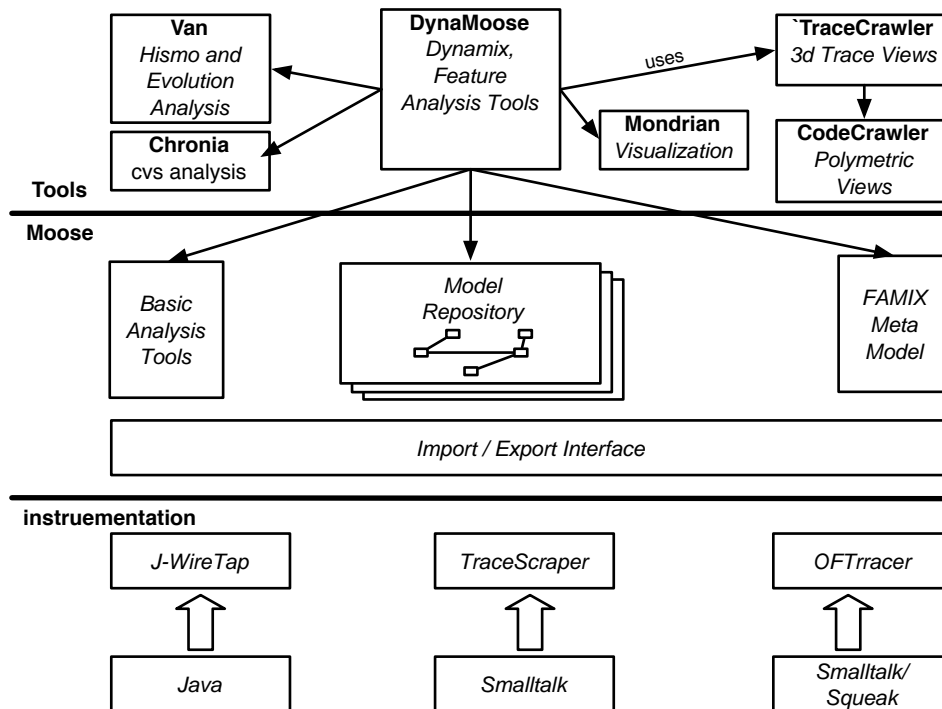 Van
Hismo and
Evolution
Analysis
Chronia
cvs analysis
DynaMoose
Dynamix,
Feature
Analysis Tools
uses
Mondrian
Visualization
`TraceCrawler
3d Trace Views
CodeCrawler
Polymetric
Views
Tools
Moose
Basic
Analysis
Tools
Model
Repository
FAMIX
Meta
Model
Import / Export Interface
instruementation
J-WireTap
TraceScraper
OFTrracer
Java
Smalltalk
Smalltalk/
Squeak